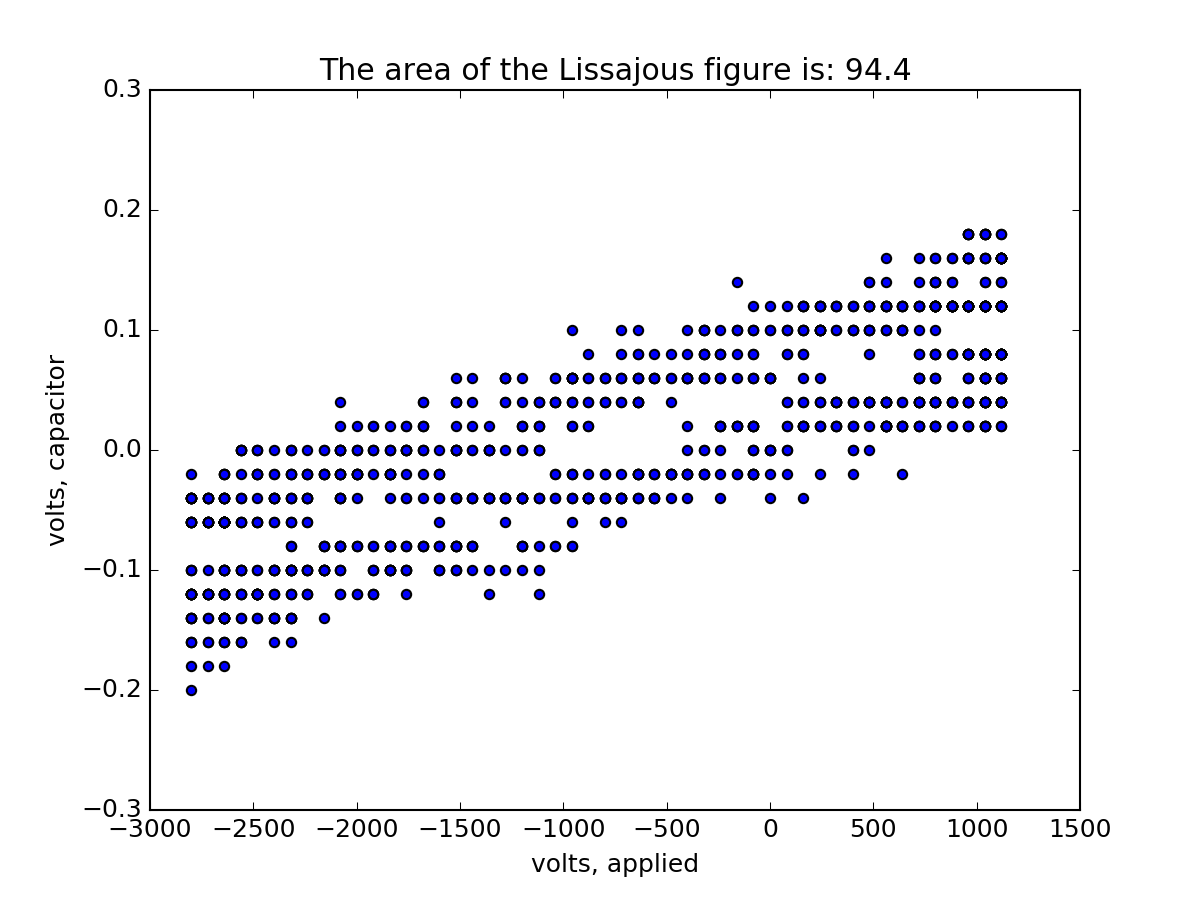 The area of the Lissajous figure is: 94.4
0.3
0.2
0.1
0.0
−0.1
−0.2
−0.3
volts, capacitor
−3000 −2500 −2000 −1500 −1000 −500 0 500 1000 1500
volts, applied